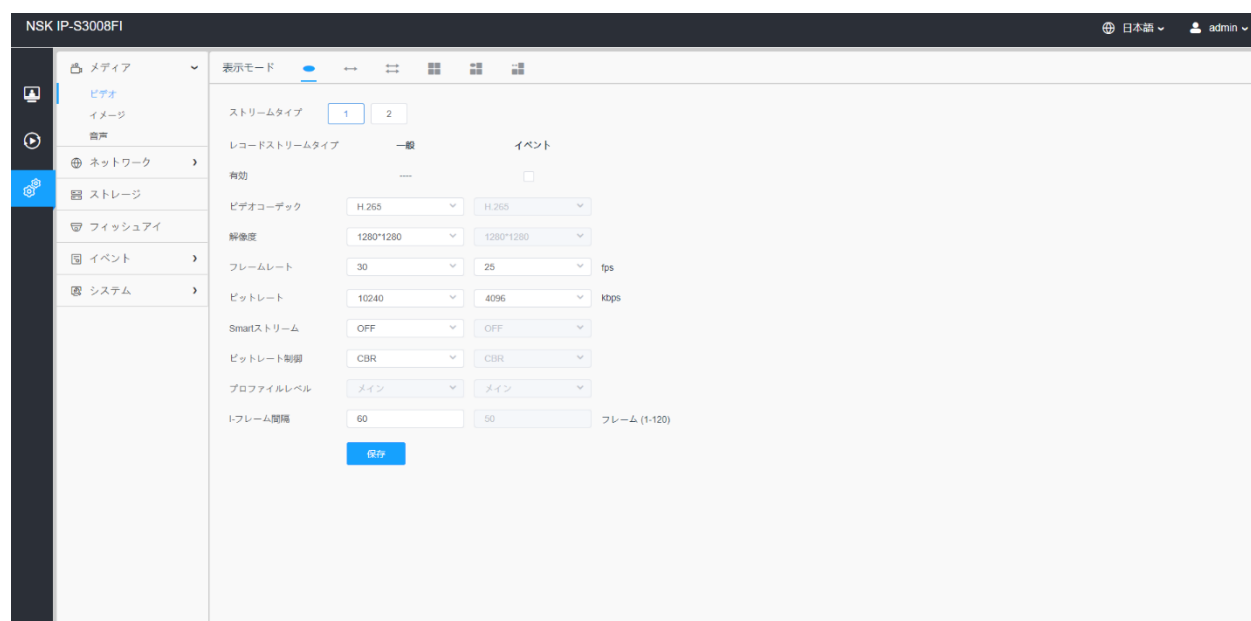 NSK IP-S3008FI
日本語
admin
メディア
ビデオ
イメージ
音声
ネットワーク
ストレージ
フィッシュアイ
イベント
システム
表示モード
ストリームタイプ 1 2
レコードストリームタイプ 一般 イベント
有効 ----
ビデオコーデック H.265 H.265
解像度 1280*1280 1280*1280
フレームレート 30 25 fps
ビットレート 10240 4096 kbps
Smartストリーム OFF OFF
ビットレート制御 CBR CBR
プロファイルレベル メイン メイン
I-フレーム間隔 60 50 フレーム (1-120)
保存